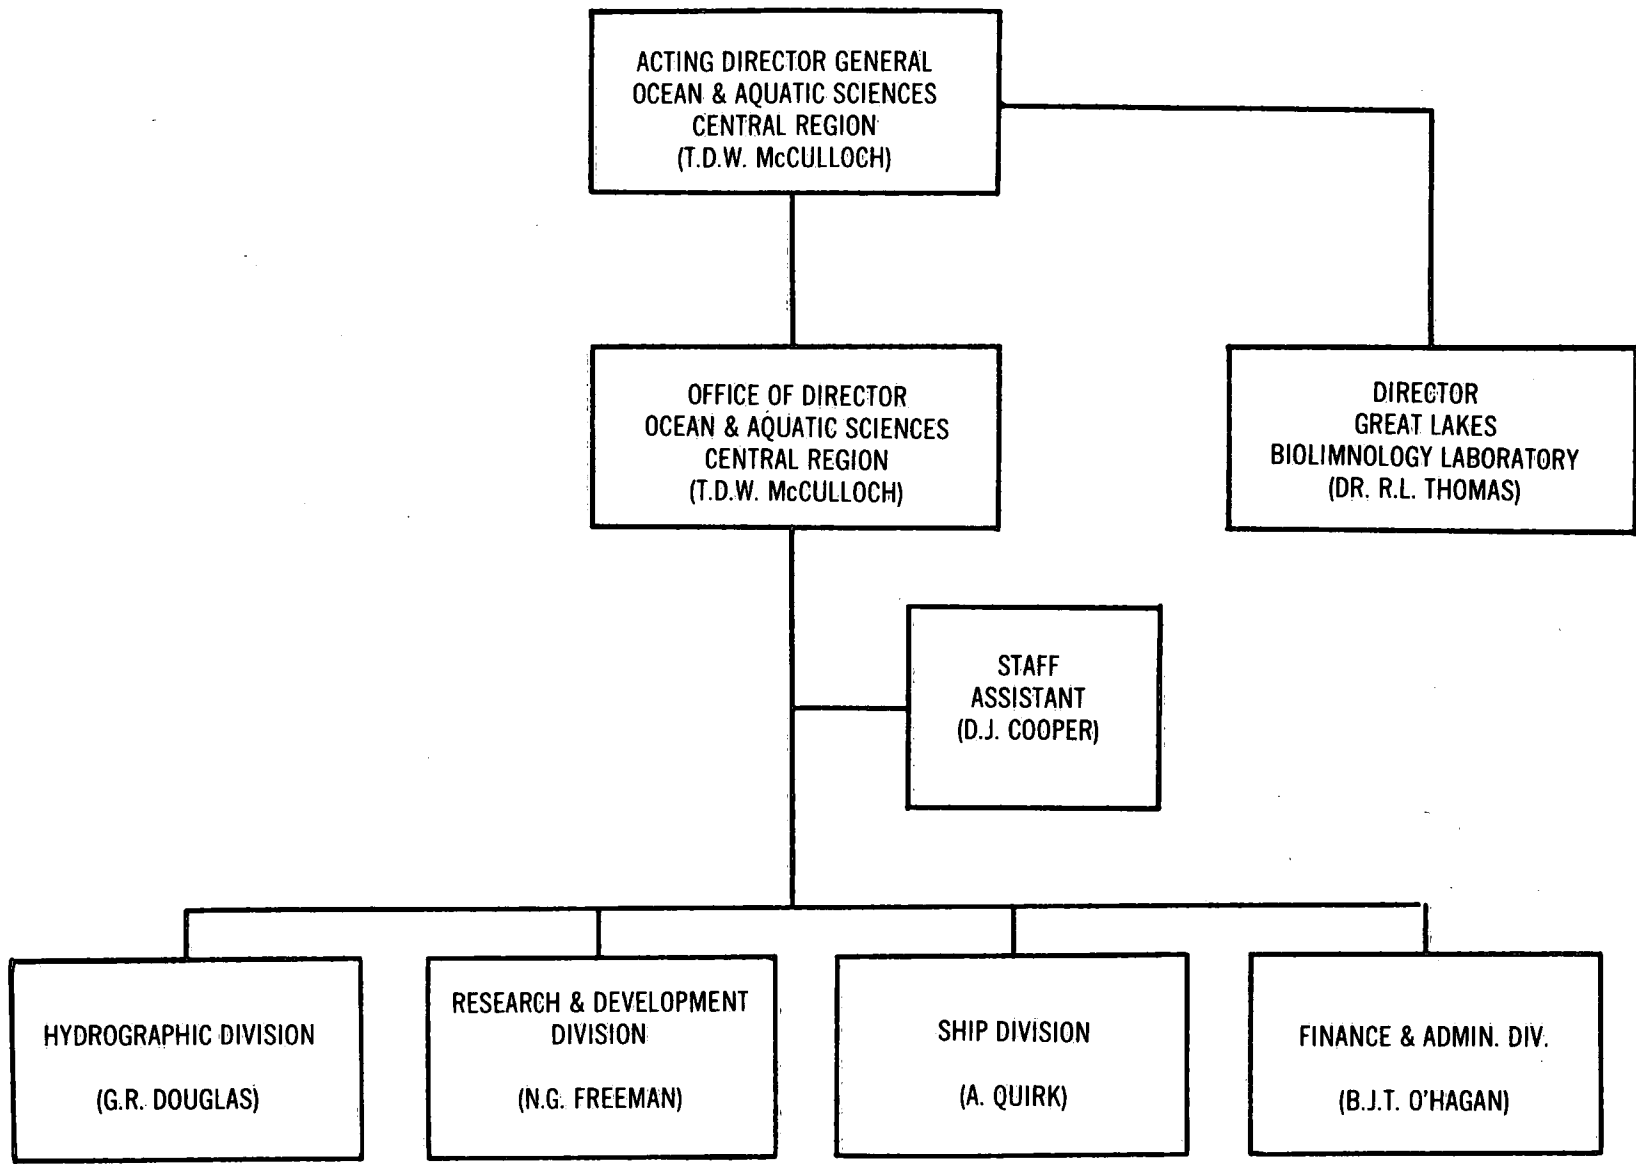 ACTING DIRECTOR GENERAL
OCEAN & AQUATIC SCIENCES
CENTRAL REGION
(T.D.W. McCULLOCH)
OFFICE OF DIRECTOR
OCEAN & AQUATIC SCIENCES
CENTRAL REGION
(T.D.W. McCULLOCH)
DIRECTOR
GREAT LAKES
BIOLIMNOLOGY LABORATORY
(DR. R.L. THOMAS)
STAFF
ASSISTANT
(D.J. COOPER)
HYDROGRAPHIC DIVISION
(G.R. DOUGLAS)
RESEARCH & DEVELOPMENT
DIVISION
(N.G. FREEMAN)
SHIP DIVISION
(A. QUIRK)
FINANCE & ADMIN. DIV.
(B.J.T. O'HAGAN)